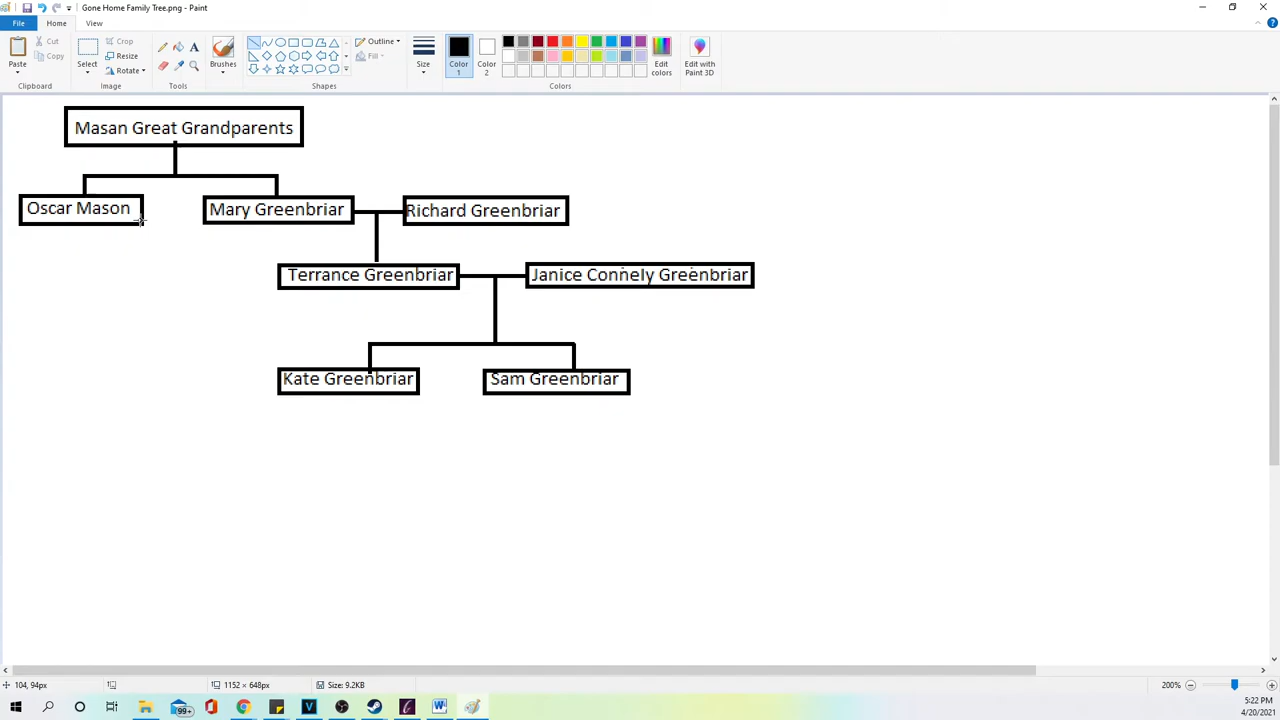 Gone Home Family Tree.png - Paint
File Home View
Paste
Cut
Copy
Clipboard
Select
Crop
Resize
Rotate
Image
A
Tools
Brushes
Outline
Fill
Shapes
Size
Color 1
Color 2
Edit colors
Colors
Edit with Paint 3D
Masan Great Grandparents
Oscar Mason
Mary Greenbriar
Richard Greenbriar
Terrance Greenbriar
Janice Connely Greenbriar
Kate Greenbriar
Sam Greenbriar
104, 94px
1152 × 648px
Size: 9.2KB
200%
99+
5:22 PM
4/20/2021